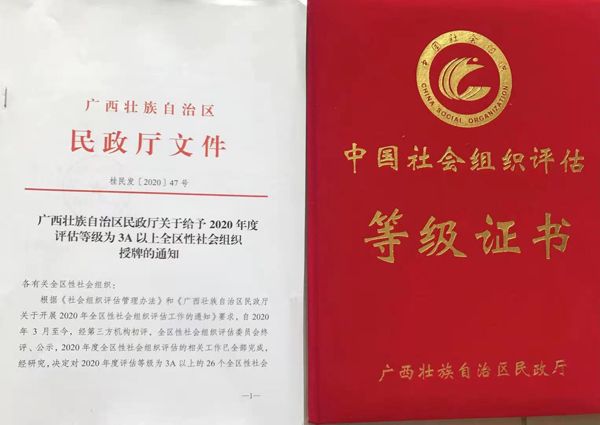 广西壮族自治区
民政厅文件
桂民发〔2020〕47号
广西壮族自治区民政厅关于给予2020年度
评估等级为3A以上全区性社会组织
授牌的通知
各有关全区性社会组织：
根据《社会组织评估管理办法》和《广西壮族自治区民政厅
关于开展2020年全区性社会组织评估工作的通知》要求，自2020
年3月至今，经第三方机构初评，全区性社会组织评估委员会终
评、公示，2020年度全区性社会组织评估的相关工作已全部完成，
经研究，决定对2020年度评估等级为3A以上的26个全区性社会
—1—
中国社会组织
CHINA SOCIAL ORGANIZATION
中国社会组织评估
等级证书
广西壮族自治区民政厅